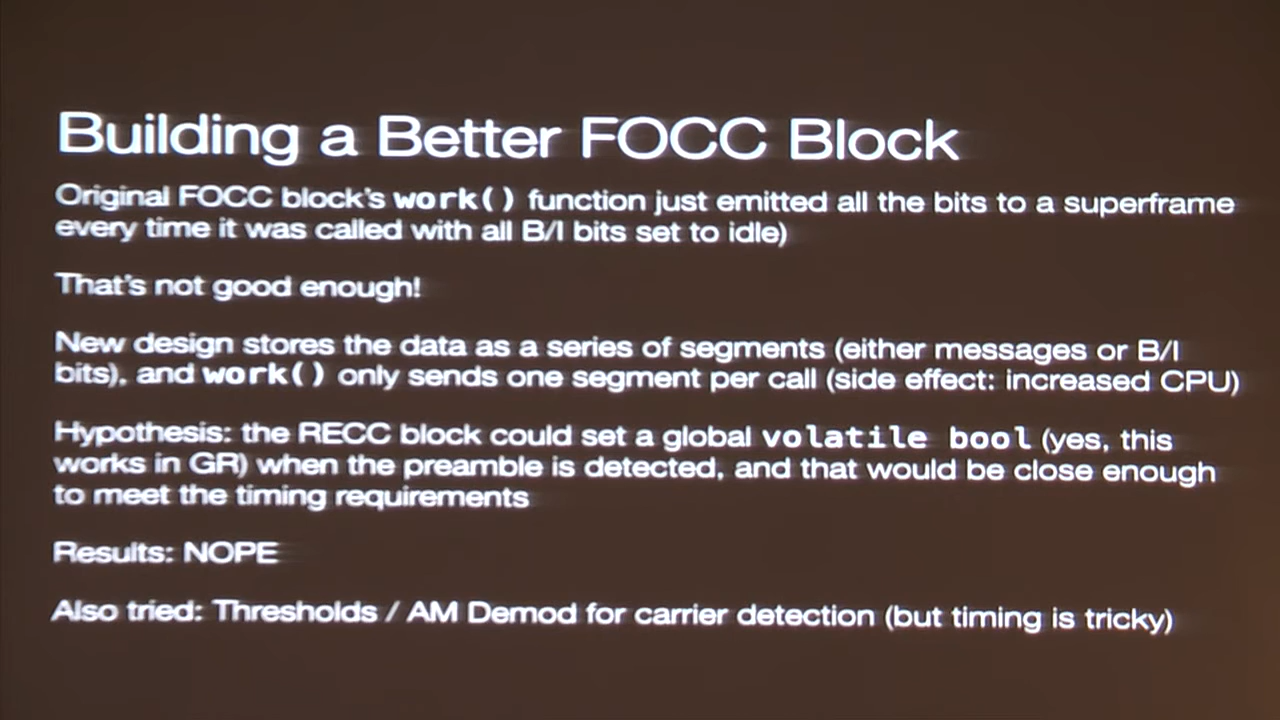 Building a Better FOCC Block
Original FOCC block's work() function just emitted all the bits to a superframe
every time it was called with all B/I bits set to idle)
That's not good enough!
New design stores the data as a series of segments (either messages or B/I
bits), and work() only sends one segment per call (side effect: increased CPU)
Hypothesis: the RECC block could set a global volatile bool (yes, this
works in GR) when the preamble is detected, and that would be close enough
to meet the timing requirements
Results: NOPE
Also tried: Thresholds / AM Demod for carrier detection (but timing is tricky)